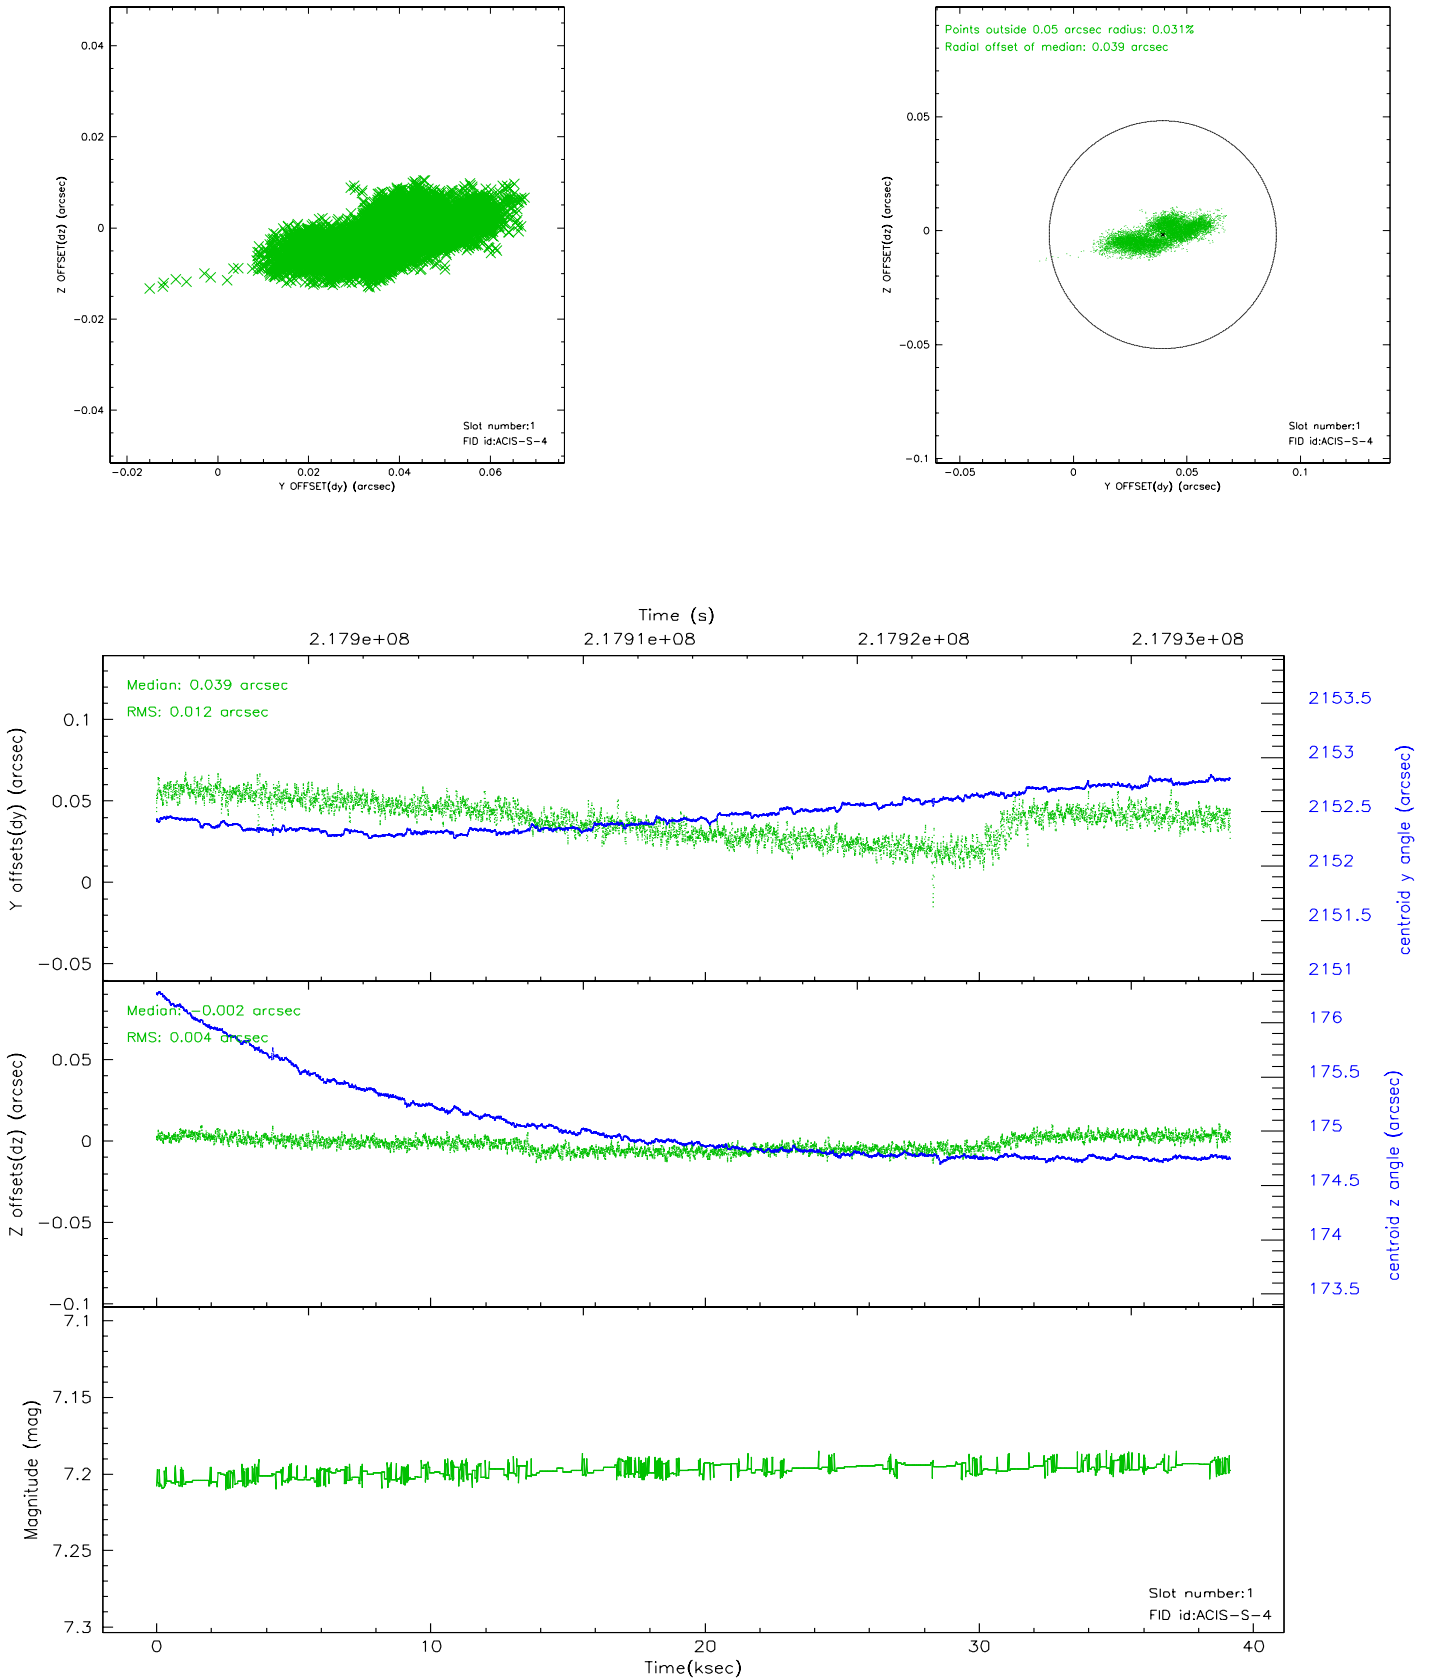 0.04
0.02
0
−0.02
−0.04
Z OFFSET(dz) (arcsec)
Slot number:1
FID id:ACIS−S−4
−0.02 0 0.02 0.04 0.06
Y OFFSET(dy) (arcsec)
Points outside 0.05 arcsec radius: 0.031%
Radial offset of median: 0.039 arcsec
0.05
0
−0.05
−0.1
Z OFFSET(dz) (arcsec)
Slot number:1
FID id:ACIS−S−4
−0.05 0 0.05 0.1
Y OFFSET(dy) (arcsec)
Time (s)
2.179e+08 2.1791e+08 2.1792e+08 2.1793e+08
Median: 0.039 arcsec
RMS: 0.012 arcsec
0.1
0.05
0
−0.05
Y offsets(dy) (arcsec)
2153.5
2153
2152.5
2152
2151.5
2151
centroid y angle (arcsec)
Median: −0.002 arcsec
RMS: 0.004 arcsec
0.05
0
−0.05
−0.1
Z offsets(dz) (arcsec)
176
175.5
175
174.5
174
173.5
centroid z angle (arcsec)
7.1
7.15
7.2
7.25
7.3
Magnitude (mag)
Slot number:1
FID id:ACIS−S−4
0 10 20 30 40
Time(ksec)